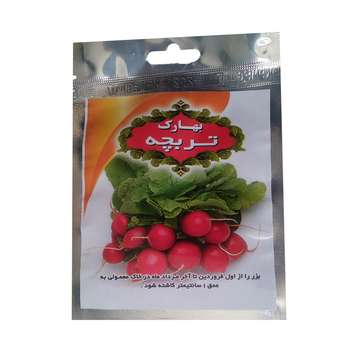 بهارک
تربچه
بزر را از اول فروردین تا آخر مرداد ماه در خاک معمولی به
عمق ۱ سانتیمتر کاشته شود.